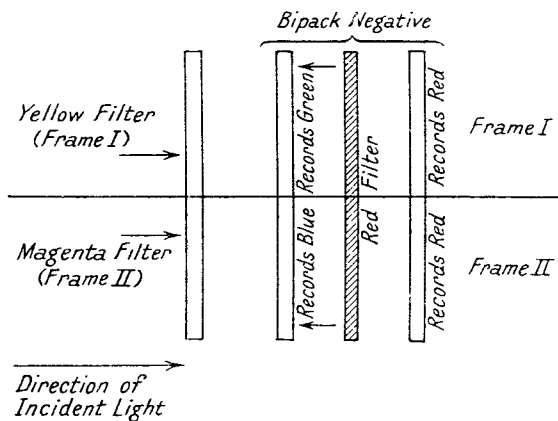 Bipack Negative
Yellow Filter
(Frame I)
Records Green
Filter
Records Red
Frame I
Magenta Filter
(Frame II)
Records Blue
Red
Records Red
Frame II
Direction of
Incident Light